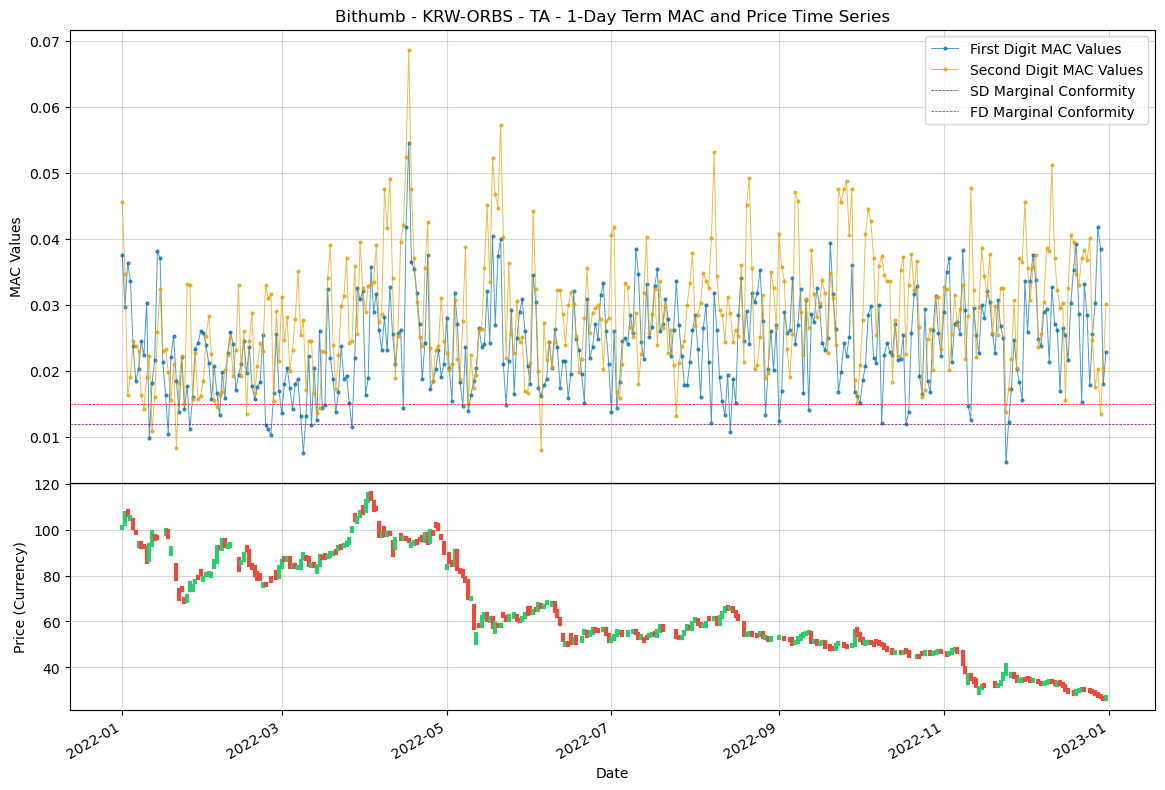 Bithumb - KRW-ORBS - TA - 1-Day Term MAC and Price Time Series
First Digit MAC Values
Second Digit MAC Values
SD Marginal Conformity
FD Marginal Conformity
MAC Values
0.07
0.06
0.05
0.04
0.03
0.02
0.01
Price (Currency)
120
100
80
60
40
2022-01
2022-03
2022-05
2022-07
2022-09
2022-11
2023-01
Date